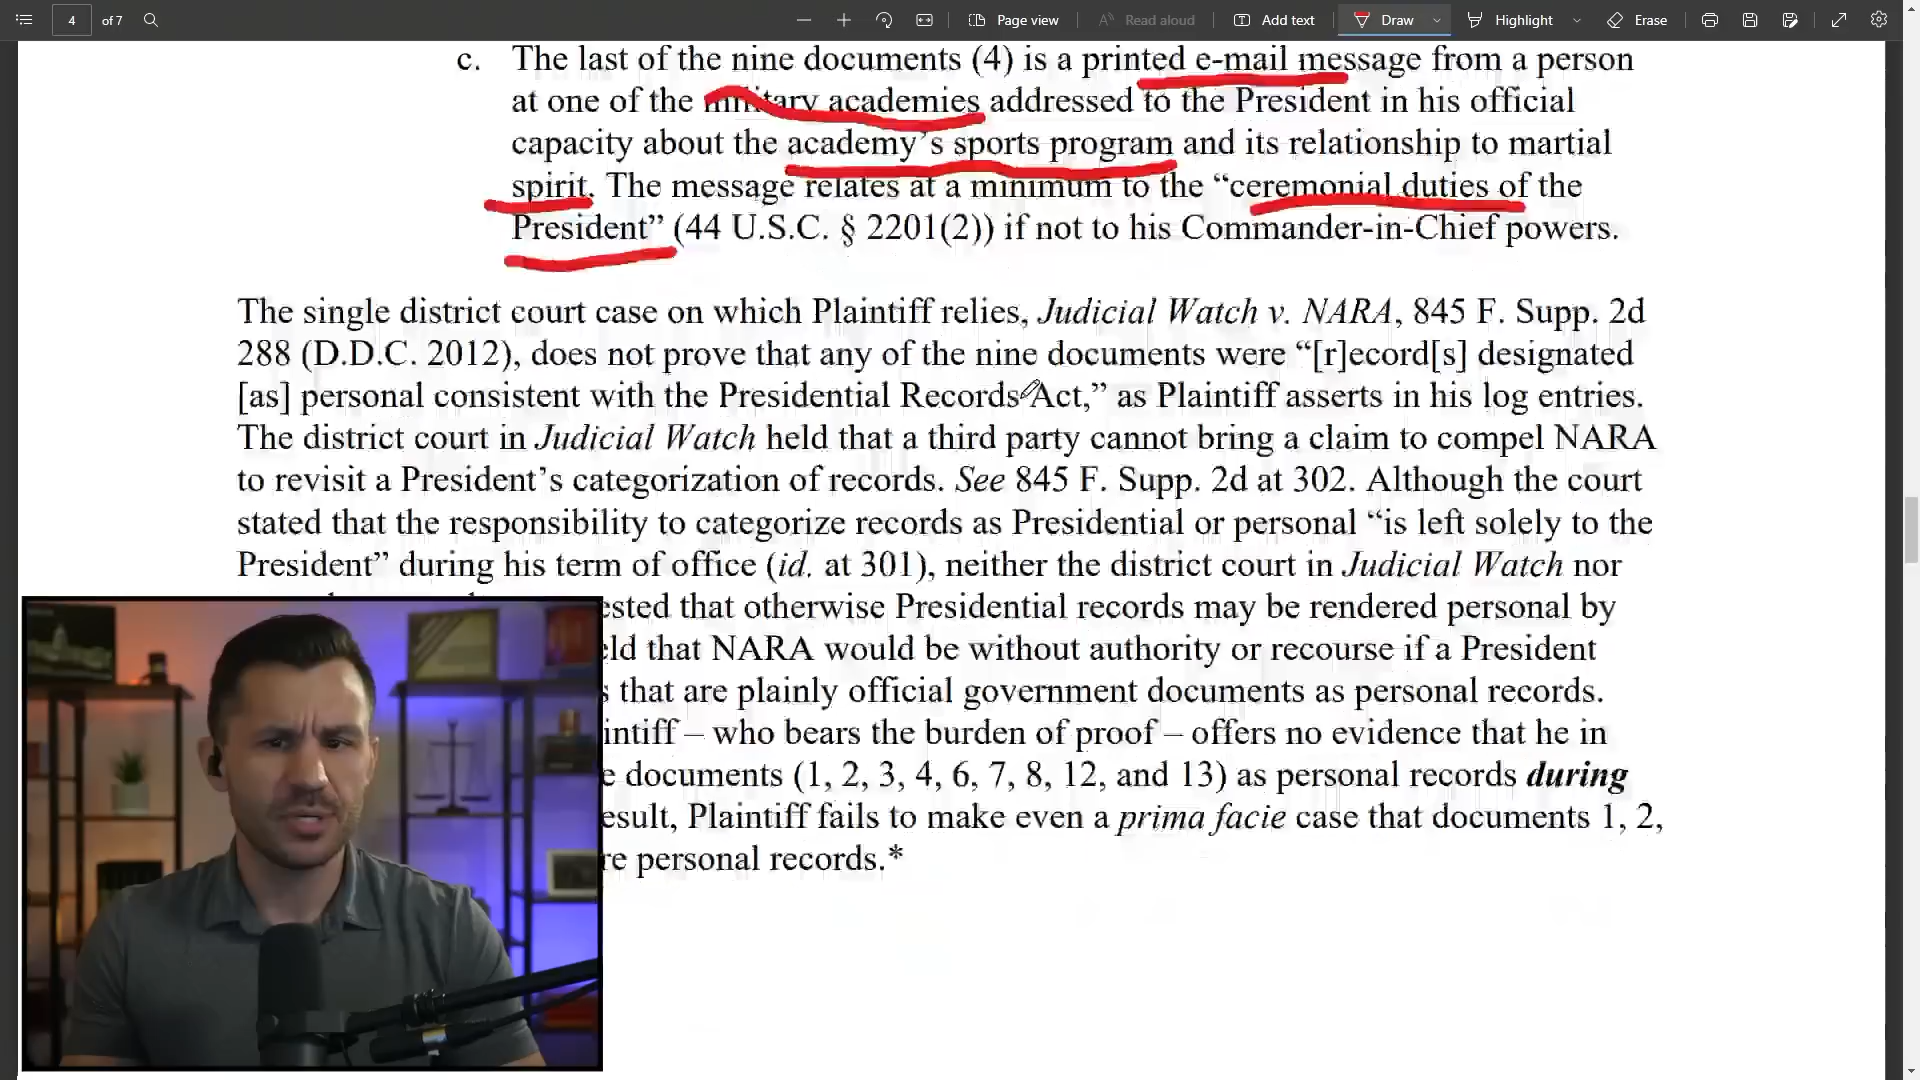 4 of 7 Page view Read aloud Add text Draw Highlight Erase
c. The last of the nine documents (4) is a printed e-mail message from a person
at one of the military academies addressed to the President in his official
capacity about the academy’s sports program and its relationship to martial
spirit. The message relates at a minimum to the “ceremonial duties of the
President” (44 U.S.C. § 2201(2)) if not to his Commander-in-Chief powers.
The single district court case on which Plaintiff relies, Judicial Watch v. NARA, 845 F. Supp. 2d
288 (D.D.C. 2012), does not prove that any of the nine documents were “[r]ecord[s] designated
[as] personal consistent with the Presidential Records Act,” as Plaintiff asserts in his log entries.
The district court in Judicial Watch held that a third party cannot bring a claim to compel NARA
to revisit a President’s categorization of records. See 845 F. Supp. 2d at 302. Although the court
stated that the responsibility to categorize records as Presidential or personal “is left solely to the
President” during his term of office (id. at 301), neither the district court in Judicial Watch nor
ested that otherwise Presidential records may be rendered personal by
eld that NARA would be without authority or recourse if a President
s that are plainly official government documents as personal records.
intiff – who bears the burden of proof – offers no evidence that he in
e documents (1, 2, 3, 4, 6, 7, 8, 12, and 13) as personal records during
esult, Plaintiff fails to make even a prima facie case that documents 1, 2,
re personal records.*